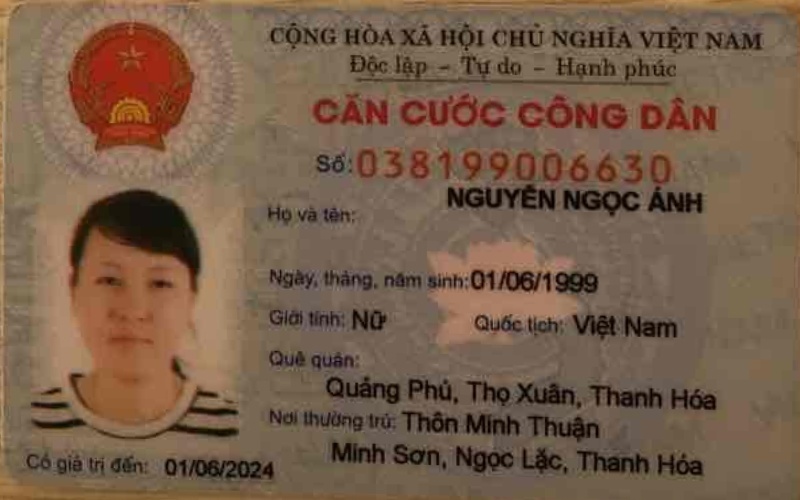 CỘNG HÒA XÃ HỘI CHỦ NGHĨA VIỆT NAM
Độc lập – Tự do – Hạnh phúc
CĂN CƯỚC CÔNG DÂN
Số: 038199006630
Họ và tên: NGUYỄN NGỌC ÁNH
Ngày, tháng, năm sinh: 01/06/1999
Giới tính: Nữ Quốc tịch: Việt Nam
Quê quán:
Quảng Phú, Thọ Xuân, Thanh Hóa
Nơi thường trú: Thôn Minh Thuận
Minh Sơn, Ngọc Lặc, Thanh Hóa
Có giá trị đến: 01/06/2024